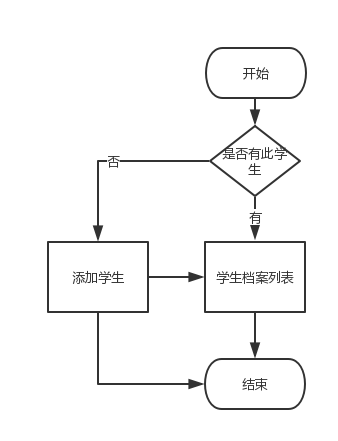 开始
是否有此学
生
否
有
添加学生
学生档案列表
结束